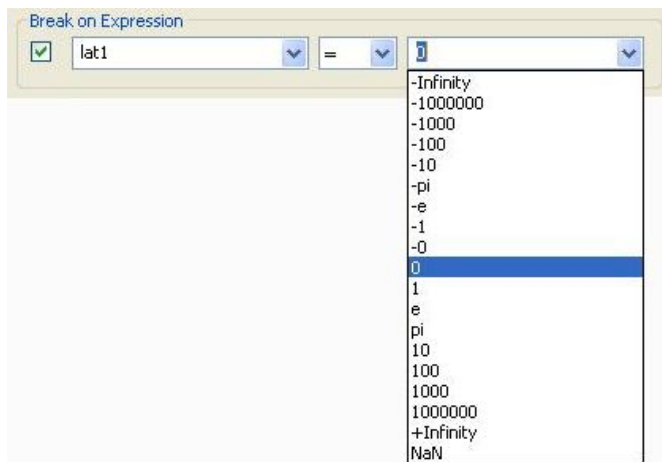 Break on Expression
lat1 = 0
-Infinity
-1000000
-1000
-100
-10
-pi
-e
-1
-0
0
1
e
pi
10
100
1000
1000000
+Infinity
NaN